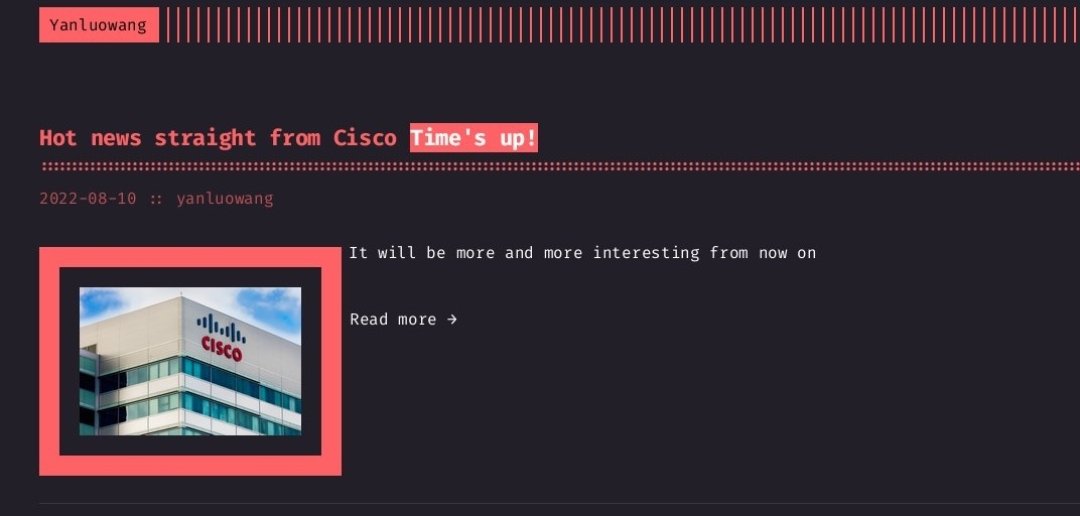 Yanluowang
Hot news straight from Cisco Time's up!
2022-08-10 :: yanluowang
It will be more and more interesting from now on
Read more →
CISCO